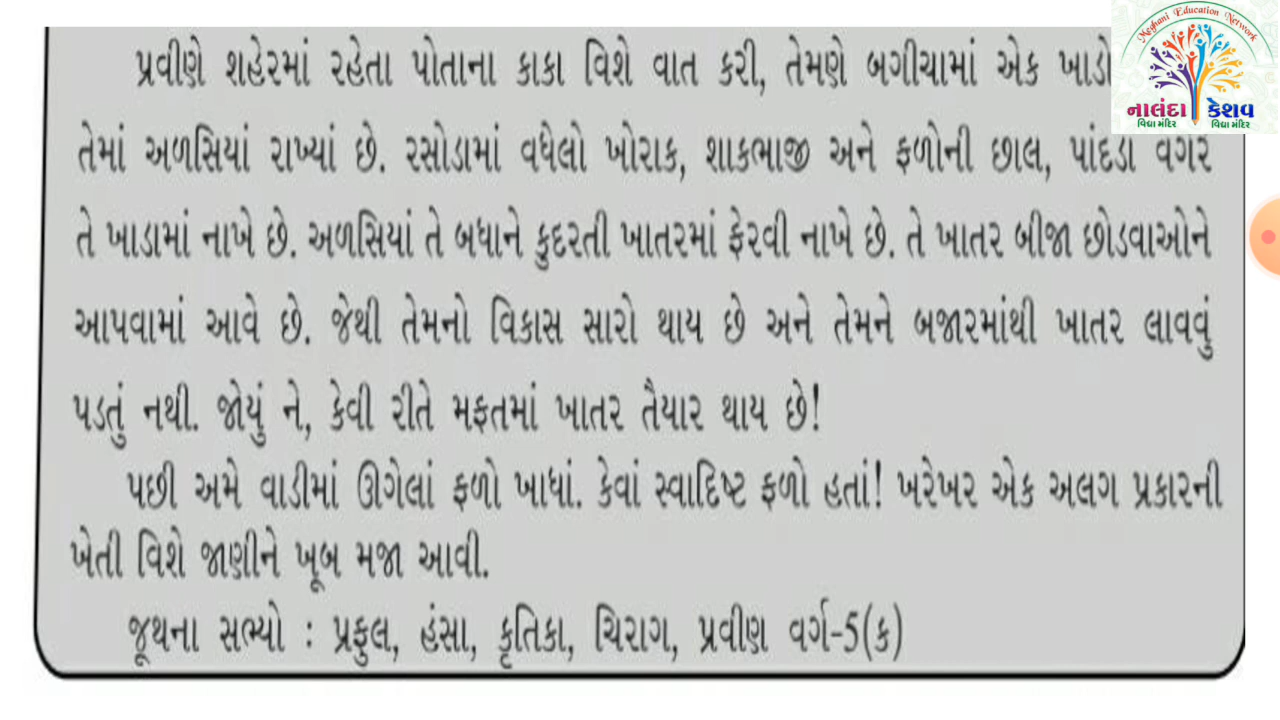 Meghani Education Network
નાલંદા કેશવ
વિદ્યા મંદિર વિદ્યા મંદિર
પ્રવીણે શહેરમાં રહેતા પોતાના કાકા વિશે વાત કરી, તેમણે બગીચામાં એક ખાડો
તેમાં અળસિયાં રાખ્યાં છે. રસોડામાં વધેલો ખોરાક, શાકભાજી અને ફળોની છાલ, પાંદડાં
તે ખાડામાં નાખે છે. અળસિયાં તે બધાને કુદરતી ખાતરમાં ફેરવી નાખે છે. તે ખાતર બીજા છોડવાઓને
આપવામાં આવે છે. જેથી તેમનો વિકાસ સારો થાય છે અને તેમને બજારમાંથી ખાતર લાવવું
પડતું નથી. જોયું ને, કેવી રીતે મફતમાં ખાતર તૈયાર થાય છે!
પછી અમે વાડીમાં ઊગેલાં ફળો ખાધાં. કેવાં સ્વાદિષ્ટ ફળો હતાં! ખરેખર એક અલગ પ્રકારની
ખેતી વિશે જાણીને ખૂબ મજા આવી.
જૂથના સભ્યો : પ્રફુલ, હંસા, કૃતિકા, ચિરાગ, પ્રવીણ વર્ગ-5(ક)